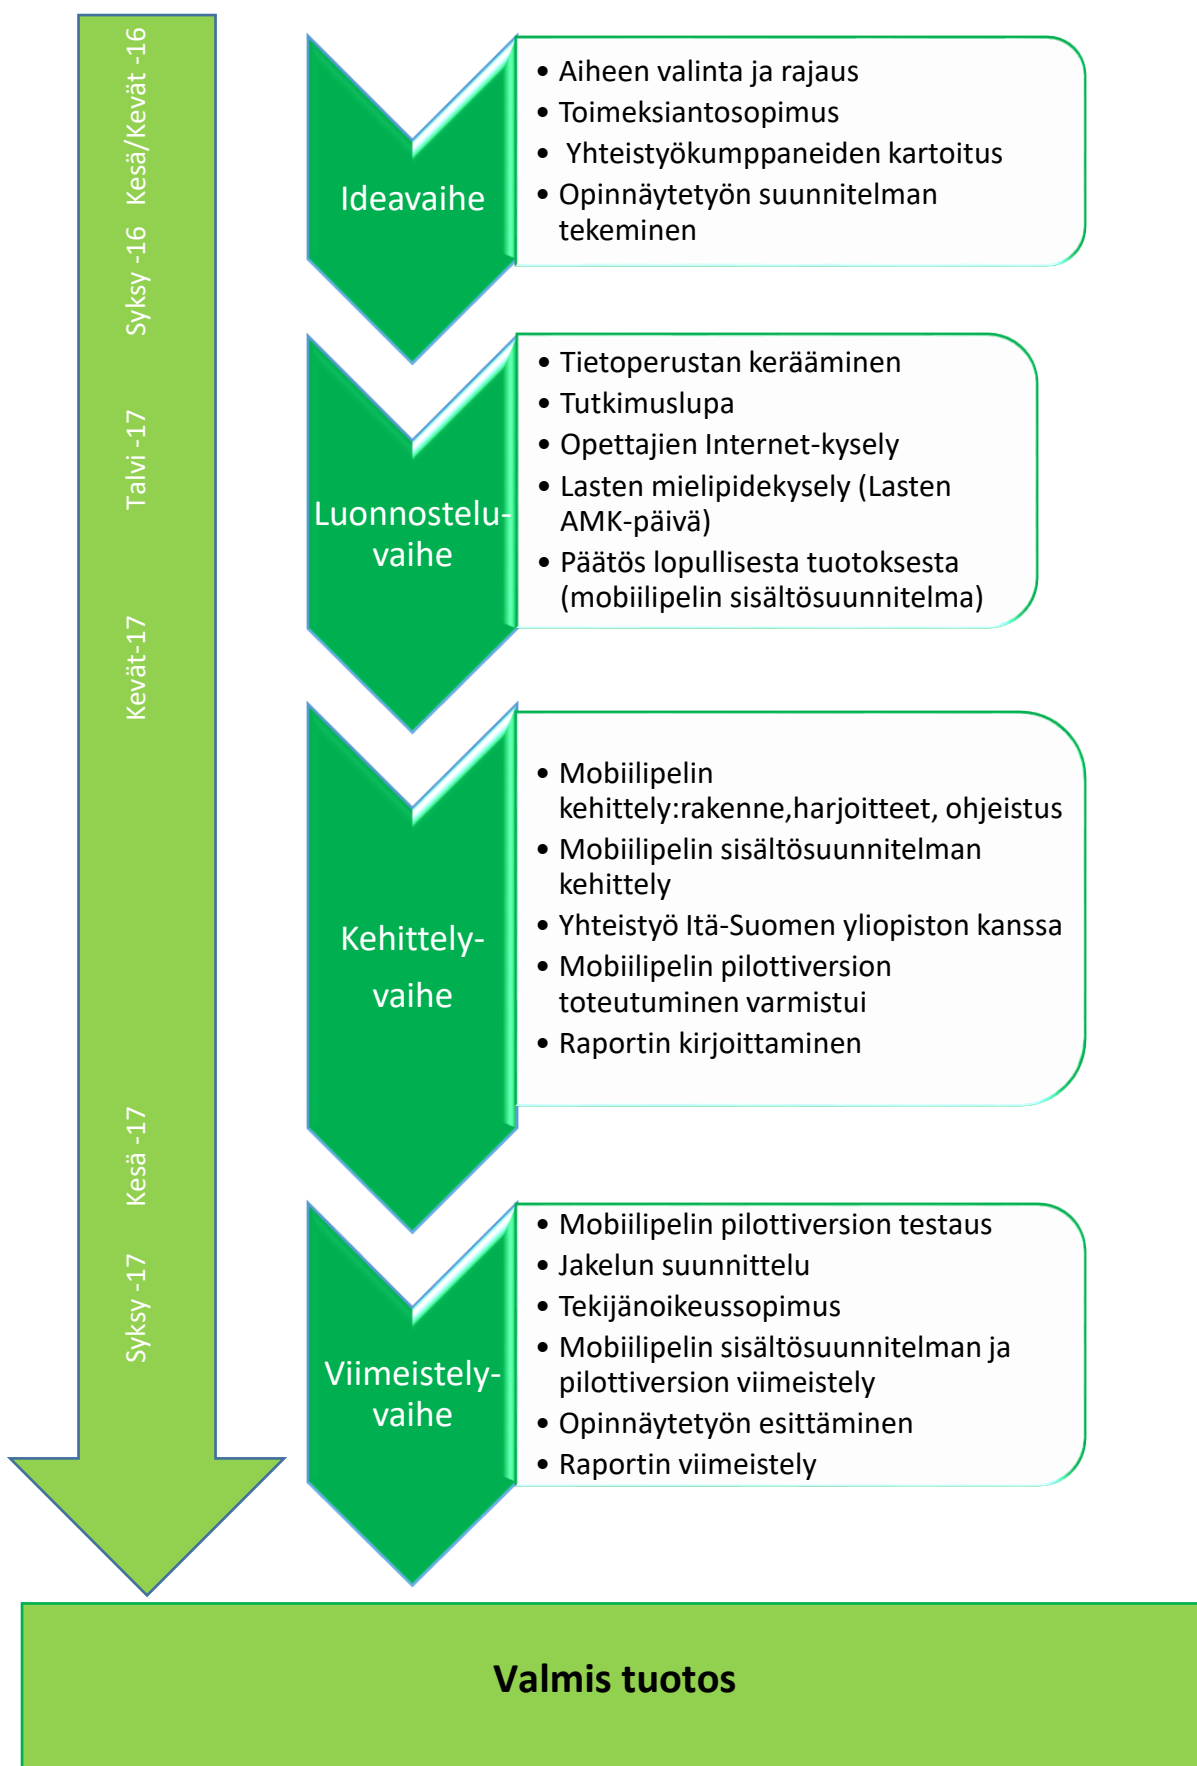 Kesä/Kevät -16
Syksy -16
Talvi -17
Kevät-17
Kesä -17
Syksy -17
Ideavaihe
• Aiheen valinta ja rajaus
• Toimeksiantosopimus
• Yhteistyökumppaneiden kartoitus
• Opinnäytetyön suunnitelman
tekeminen
Luonnostelu-
vaihe
• Tietoperustan kerääminen
• Tutkimuslupa
• Opettajien Internet-kysely
• Lasten mielipidekysely (Lasten
AMK-päivä)
• Päätös lopullisesta tuotoksesta
(mobiilipelin sisältösuunnitelma)
Kehittely-
vaihe
• Mobiilipelin
kehittely:rakenne,harjoitteet, ohjeistus
• Mobiilipelin sisältösuunnitelman
kehittely
• Yhteistyö Itä-Suomen yliopiston kanssa
• Mobiilipelin pilottiversion
toteutuminen varmistui
• Raportin kirjoittaminen
Viimeistely-
vaihe
• Mobiilipelin pilottiversion testaus
• Jakelun suunnittelu
• Tekijänoikeussopimus
• Mobiilipelin sisältösuunnitelman ja
pilottiversion viimeistely
• Opinnäytetyön esittäminen
• Raportin viimeistely
Valmis tuotos